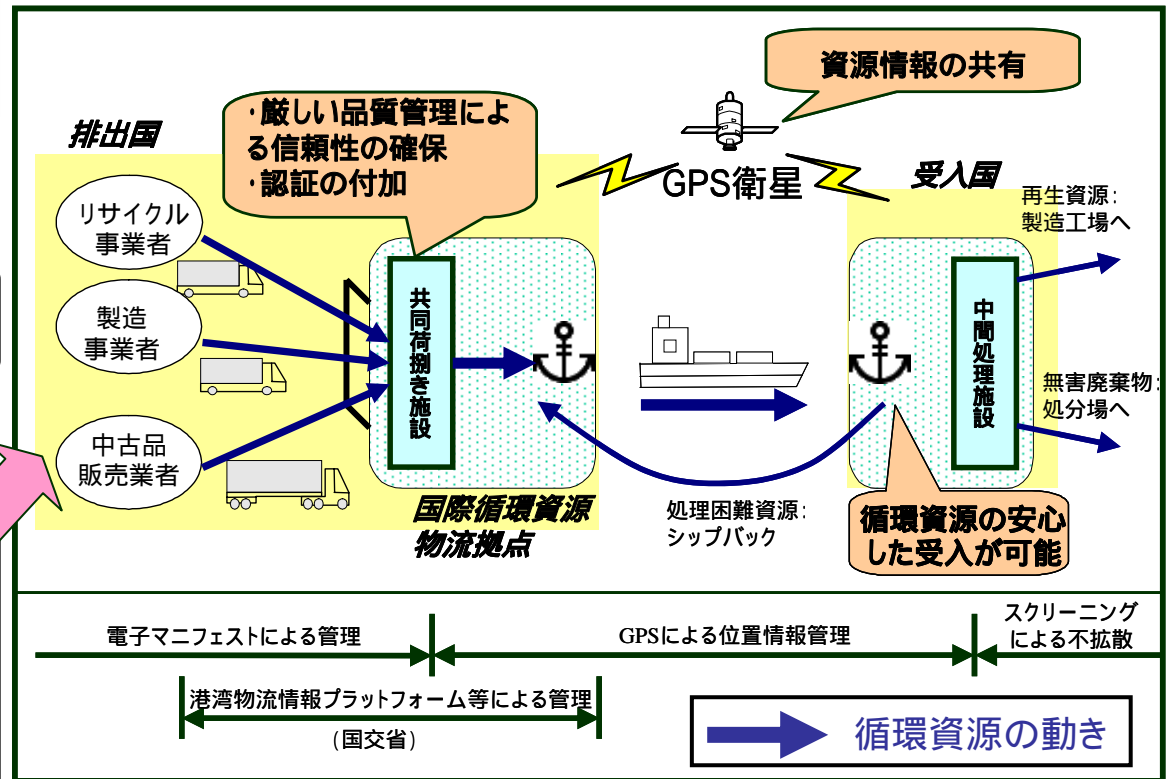 資源情報の共有
・厳しい品質管理によ
る信頼性の確保
・認証の付加
排出国
GPS衛星
受入国
リサイクル
事業者
製造
事業者
中古品
販売業者
共同荷捌き施設
国際循環資源
物流拠点
処理困難資源：
シップバック
中間処理施設
再生資源：
製造工場へ
無害廃棄物：
処分場へ
循環資源の安心
した受入が可能
電子マニフェストによる管理
GPSによる位置情報管理
スクリーニング
による不拡散
港湾物流情報プラットフォーム等による管理
(国交省)
循環資源の動き